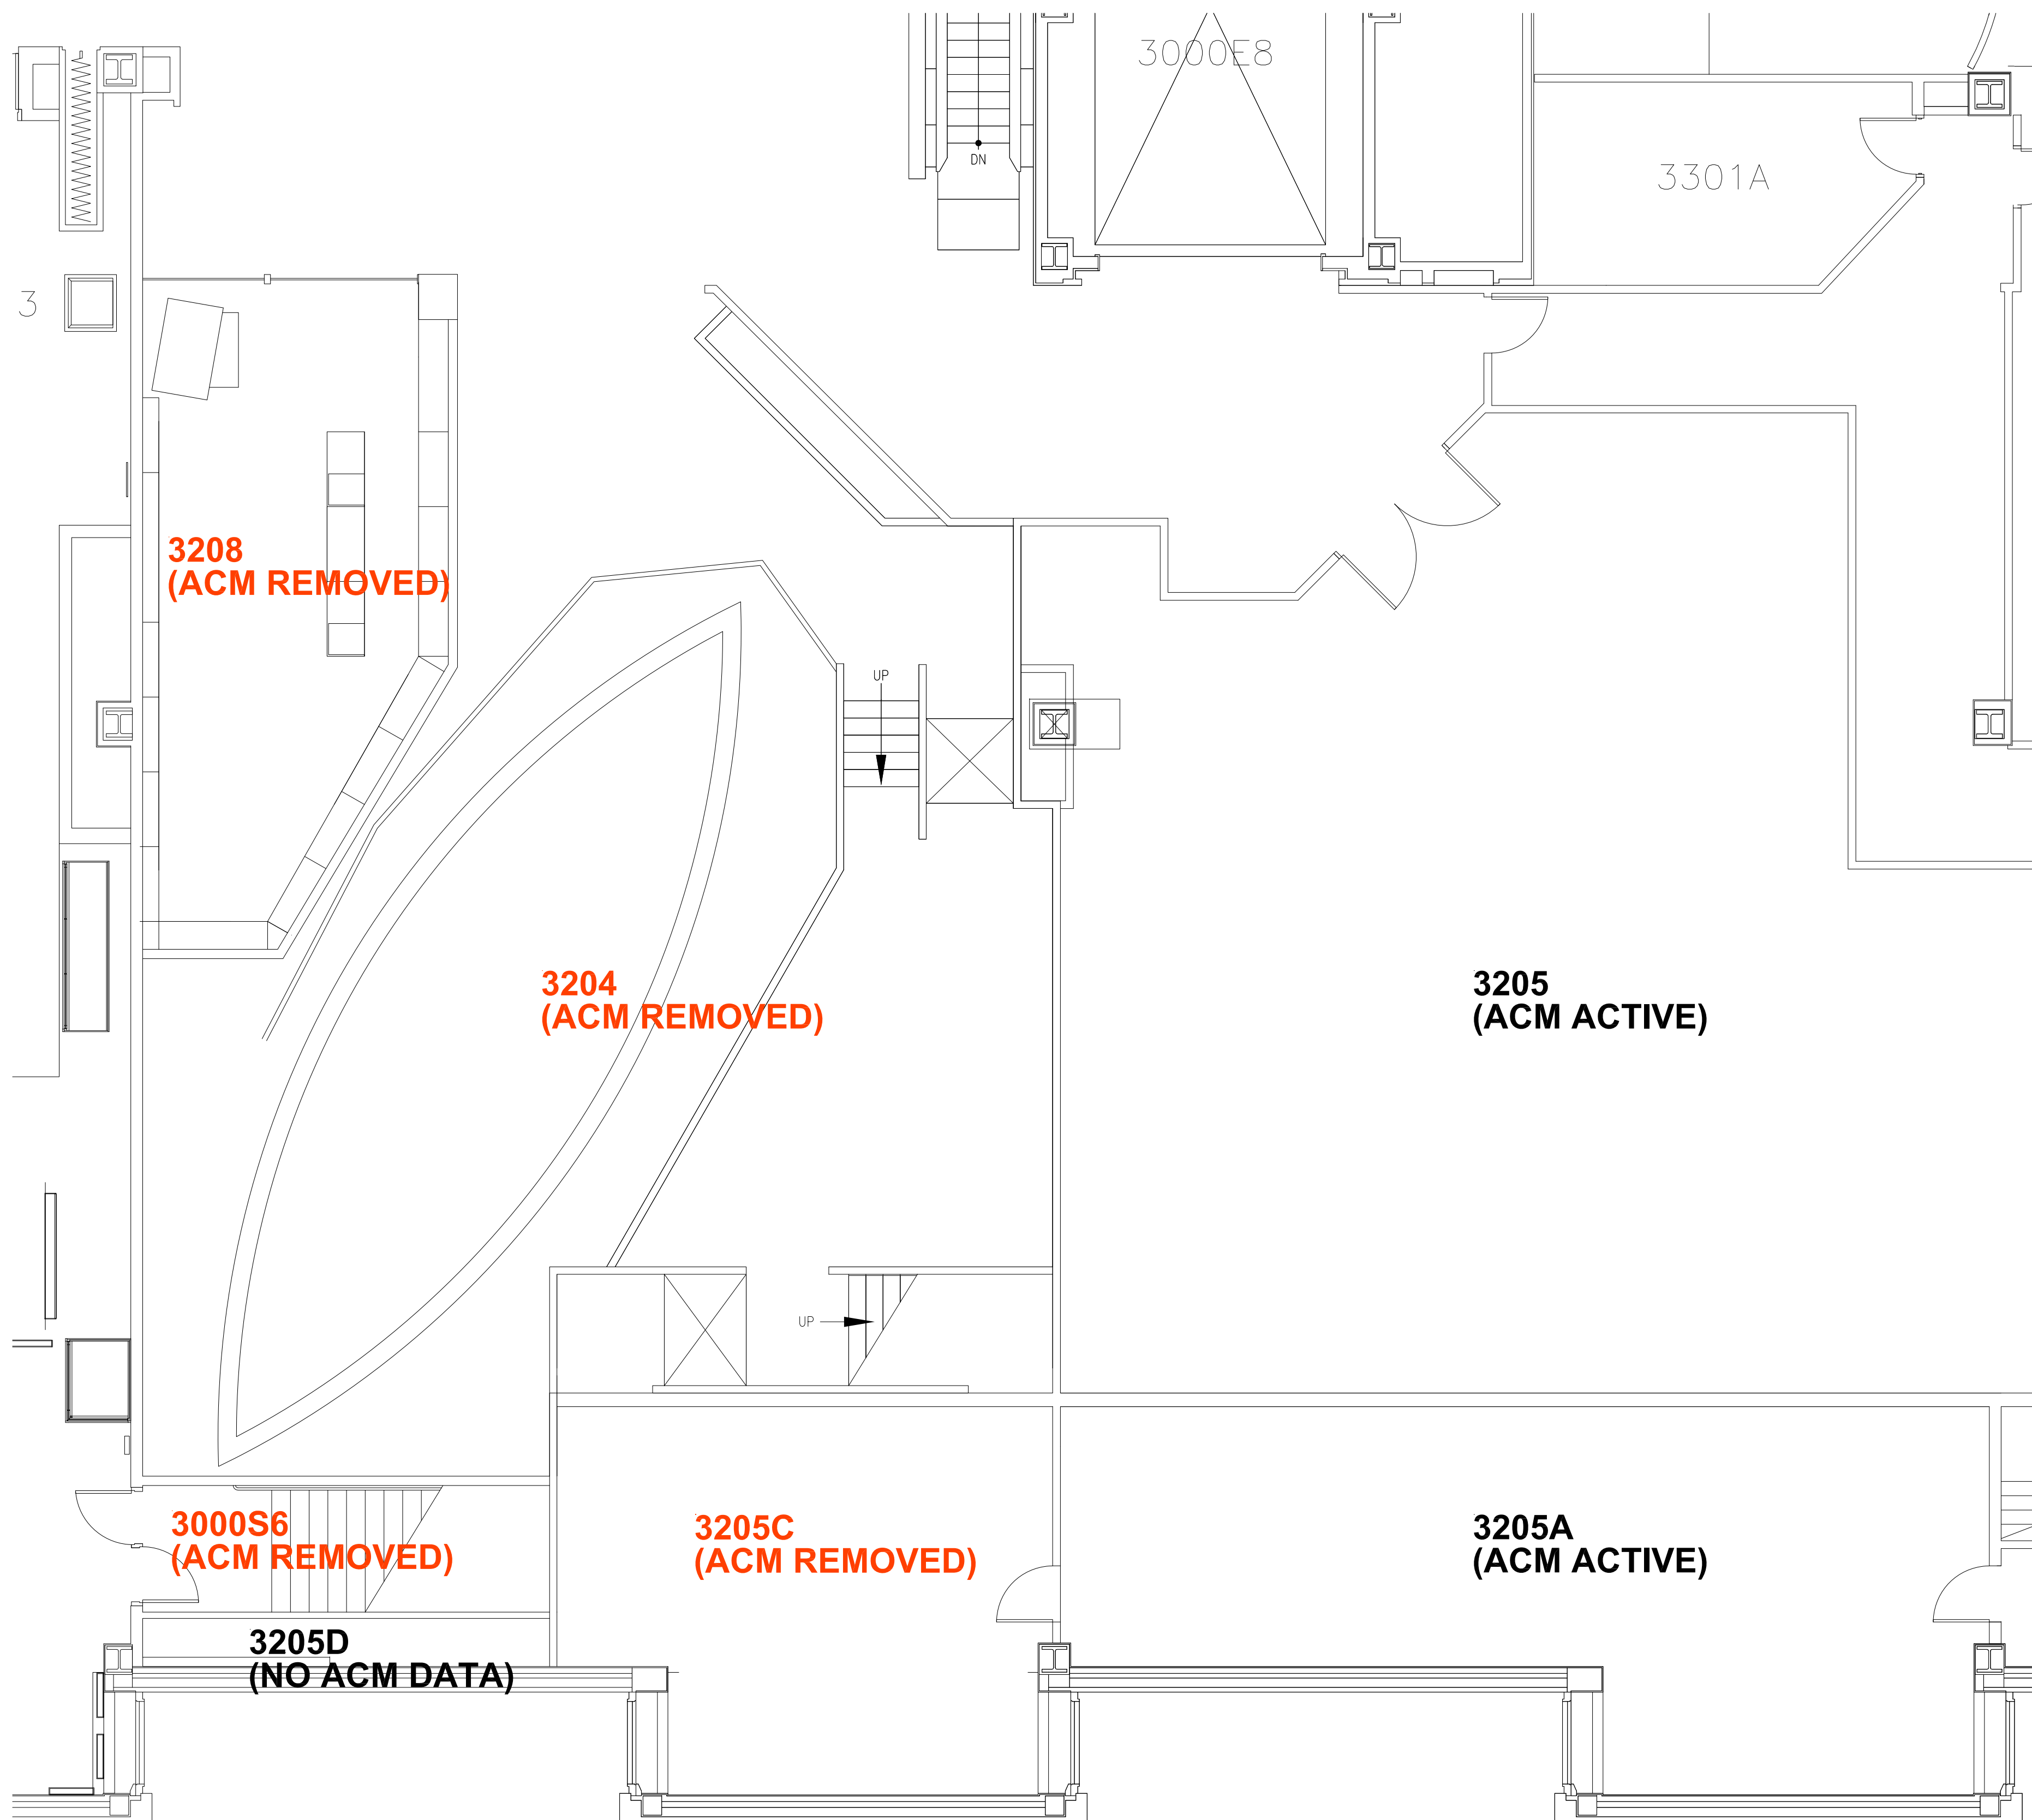 3000E8
DN
3301A
3
3208
(ACM REMOVED)
UP
3204
(ACM REMOVED)
3205
(ACM ACTIVE)
UP
3000S6
(ACM REMOVED)
3205C
(ACM REMOVED)
3205A
(ACM ACTIVE)
3205D
(NO ACM DATA)